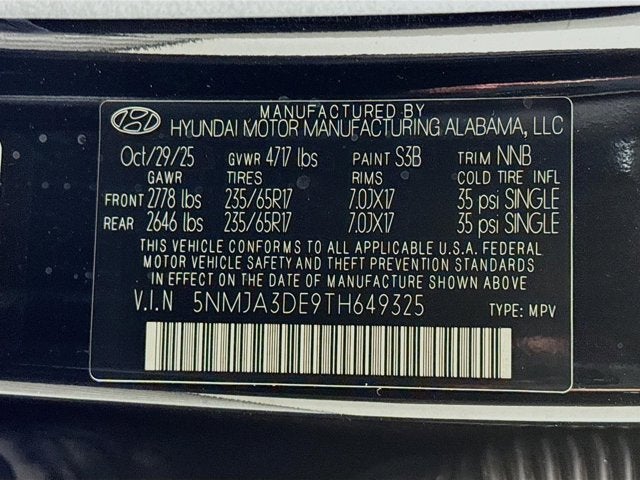 MANUFACTURED BY
HYUNDAI MOTOR MANUFACTURING ALABAMA, LLC
Oct/29/25 GVWR 4717 lbs PAINT S3B TRIM NNB
GAWR TIRES RIMS COLD TIRE INFL
FRONT 2778 lbs 235/65R17 7.0JX17 35 psi SINGLE
REAR 2646 lbs 235/65R17 7.0JX17 35 psi SINGLE
THIS VEHICLE CONFORMS TO ALL APPLICABLE U.S.A. FEDERAL
MOTOR VEHICLE SAFETY AND THEFT PREVENTION STANDARDS
IN EFFECT ON THE DATE OF MANUFACTURE SHOWN ABOVE.
V.I.N 5NMJA3DE9TH649325 TYPE: MPV